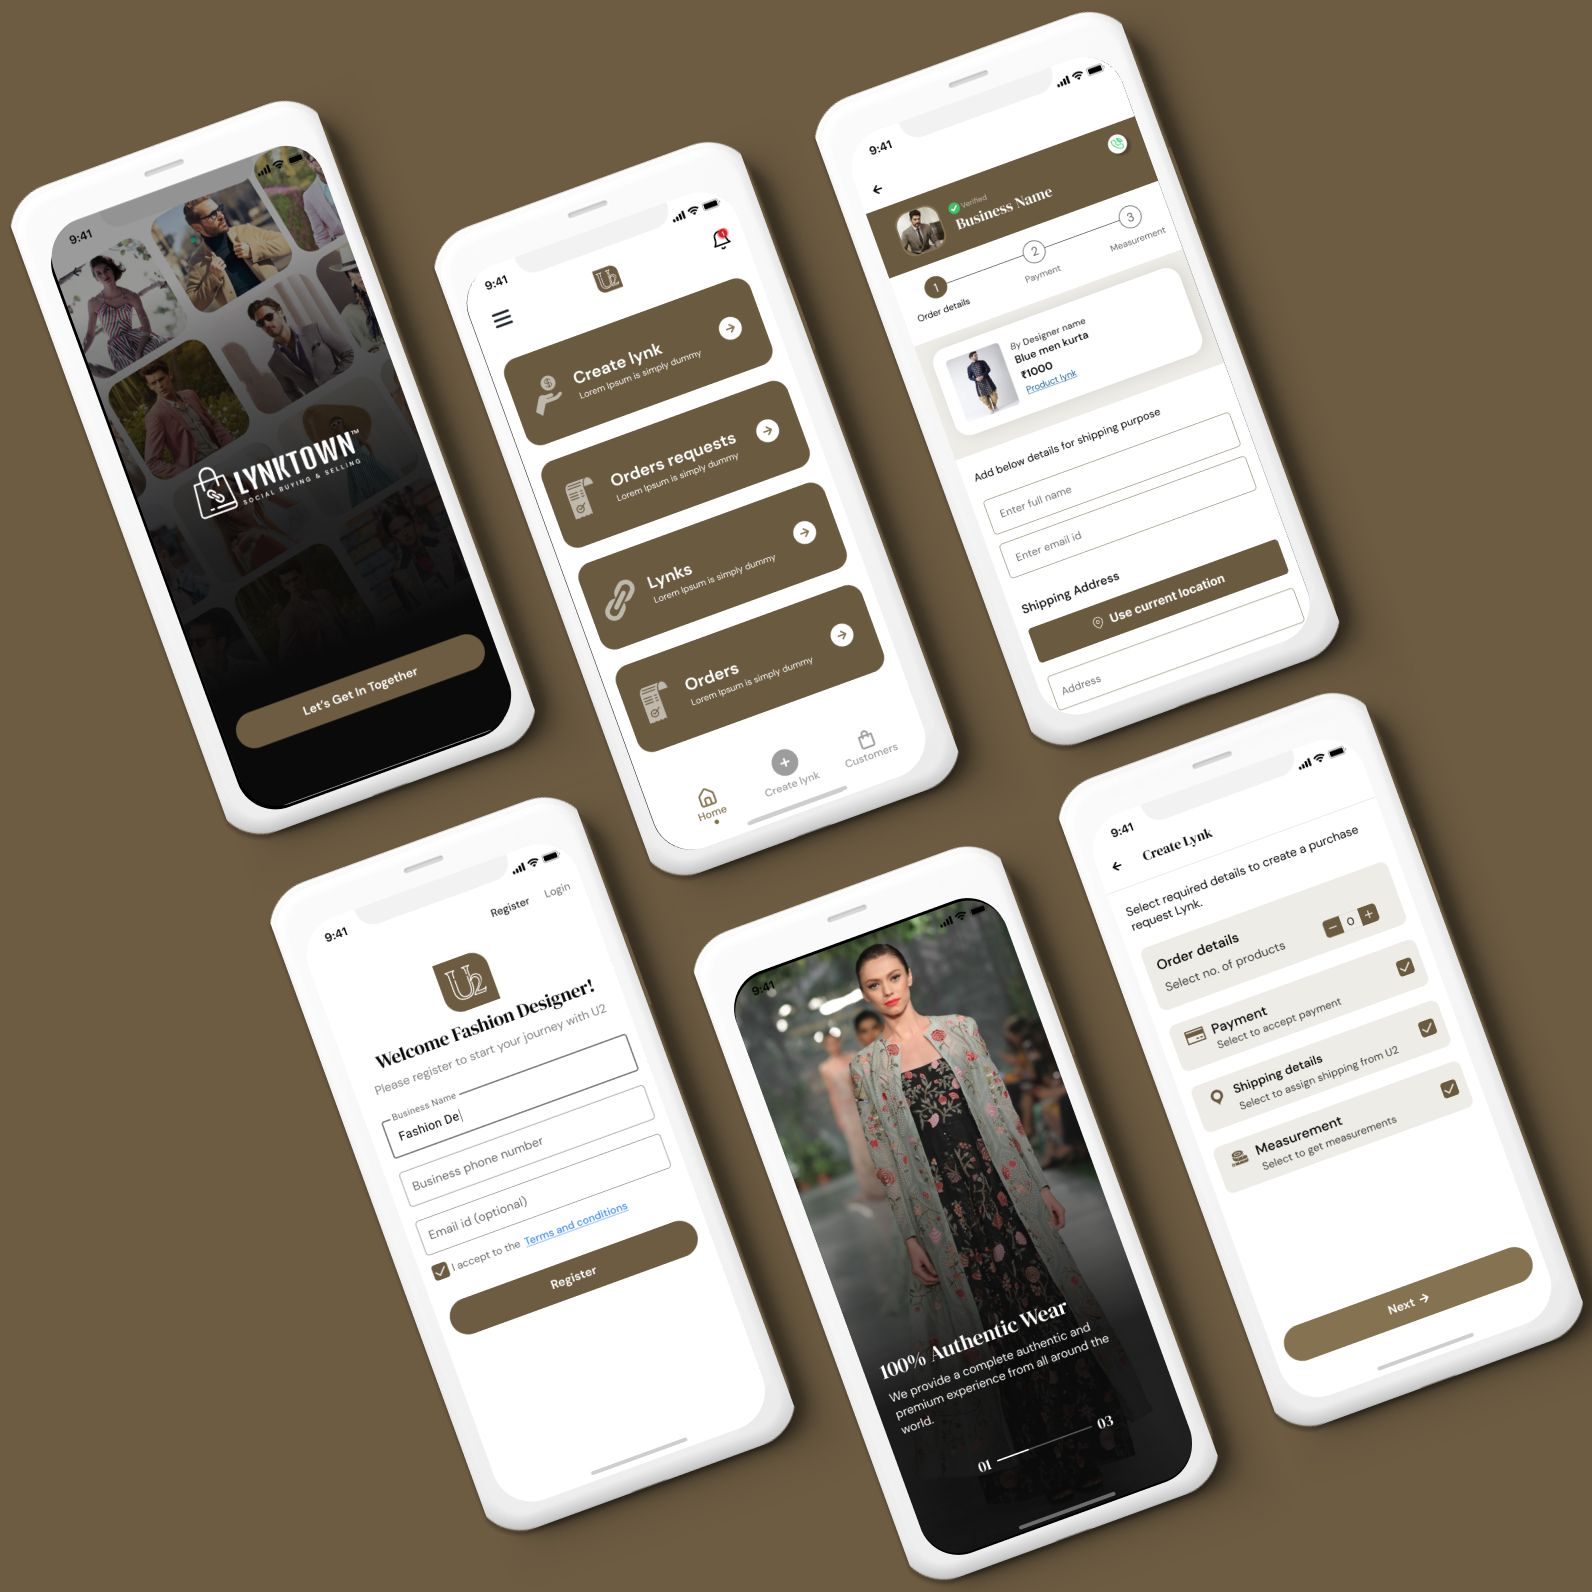 9:41
LYNKTOWN™
SOCIAL BUYING & SELLING
Let's Get In Together
9:41
U2
1
Create lynk
Lorem Ipsum is simply dummy
Orders requests
Lorem Ipsum is simply dummy
Lynks
Lorem Ipsum is simply dummy
Orders
Lorem Ipsum is simply dummy
Home
Create lynk
Customers
9:41
Verified
Business Name
1
2
3
Order details
Payment
Measurement
By Designer name
Blue men kurta
₹1000
Product lynk
Add below details for shipping purpose
Enter full name
Enter email id
Shipping Address
Use current location
Address
9:41
Register
Login
U2
Welcome Fashion Designer!
Please register to start your journey with U2
Business Name
Fashion De
Business phone number
Email id (optional)
I accept to the Terms and conditions
Register
9:41
100% Authentic Wear
We provide a complete authentic and
premium experience from all around the
world.
01
03
9:41
Create Lynk
Select required details to create a purchase
request Lynk.
Order details
Select no. of products
0
Payment
Select to accept payment
Shipping details
Select to assign shipping from U2
Measurement
Select to get measurements
Next